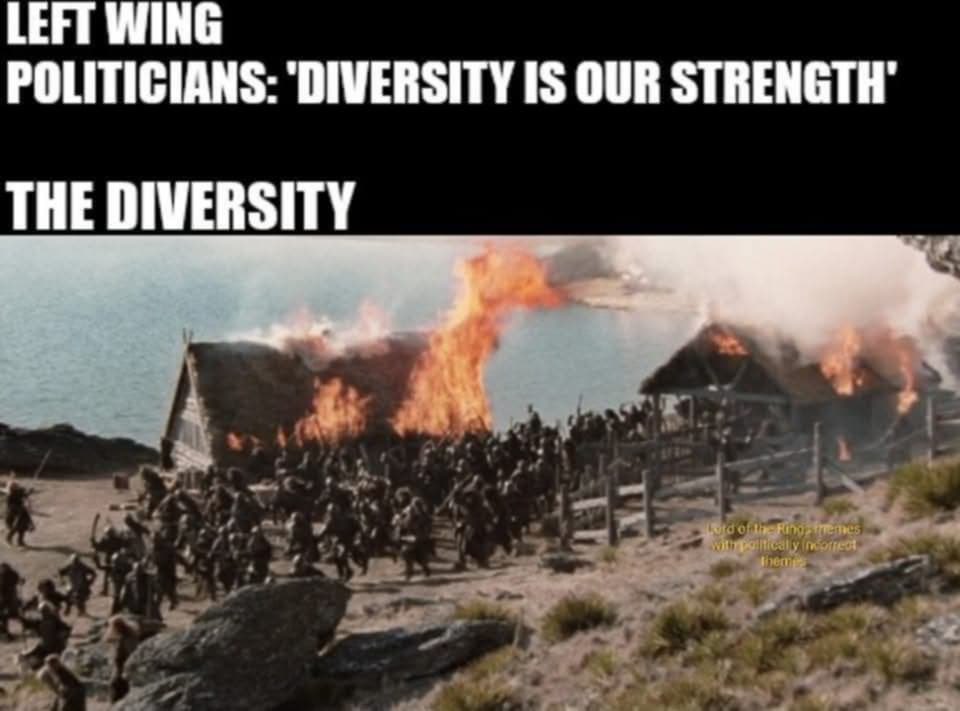 LEFT WING
POLITICIANS: 'DIVERSITY IS OUR STRENGTH'
THE DIVERSITY
Lord of the Rings memes
with politically incorrect
themes